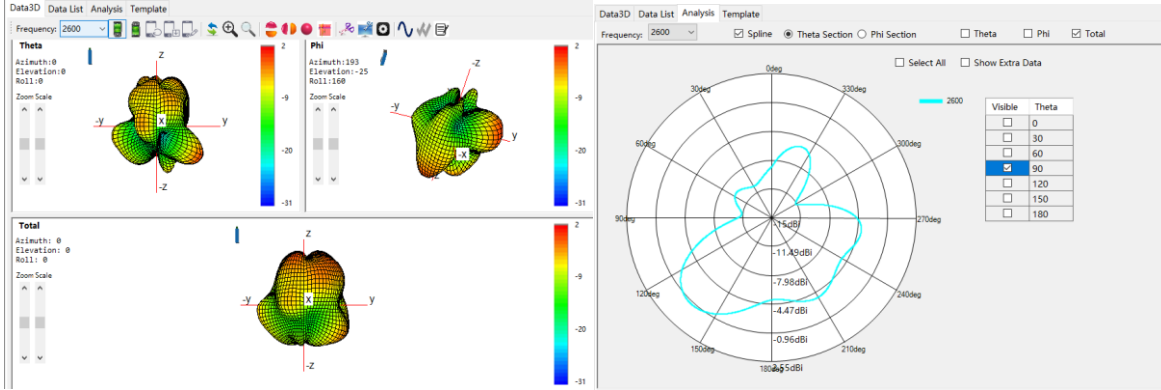 Data3D Data List Analysis Template
Frequency: 2600
Theta
Azimuth:0
Elevation:0
Roll:0
Zoom Scale
z
-y
x
y
-z
2
-9
-20
-31
Phi
Azimuth:193
Elevation:-25
Roll:160
Zoom Scale
-z
-y
y
-x
z
2
-9
-20
-31
Total
Azimuth: 0
Elevation: 0
Roll: 0
Zoom Scale
z
-y
x
y
-z
2
-9
-20
-31
Data3D Data List Analysis Template
Frequency: 2600 Spline Theta Section Phi Section Theta Phi Total
Select All Show Extra Data
0deg
30deg
330deg
60deg
300deg
90deg
270deg
120deg
240deg
150deg
210deg
180deg
-15dBi
-11.49dBi
-7.98dBi
-4.47dBi
-0.96dBi
2600
Visible Theta
0
30
60
90
120
150
180